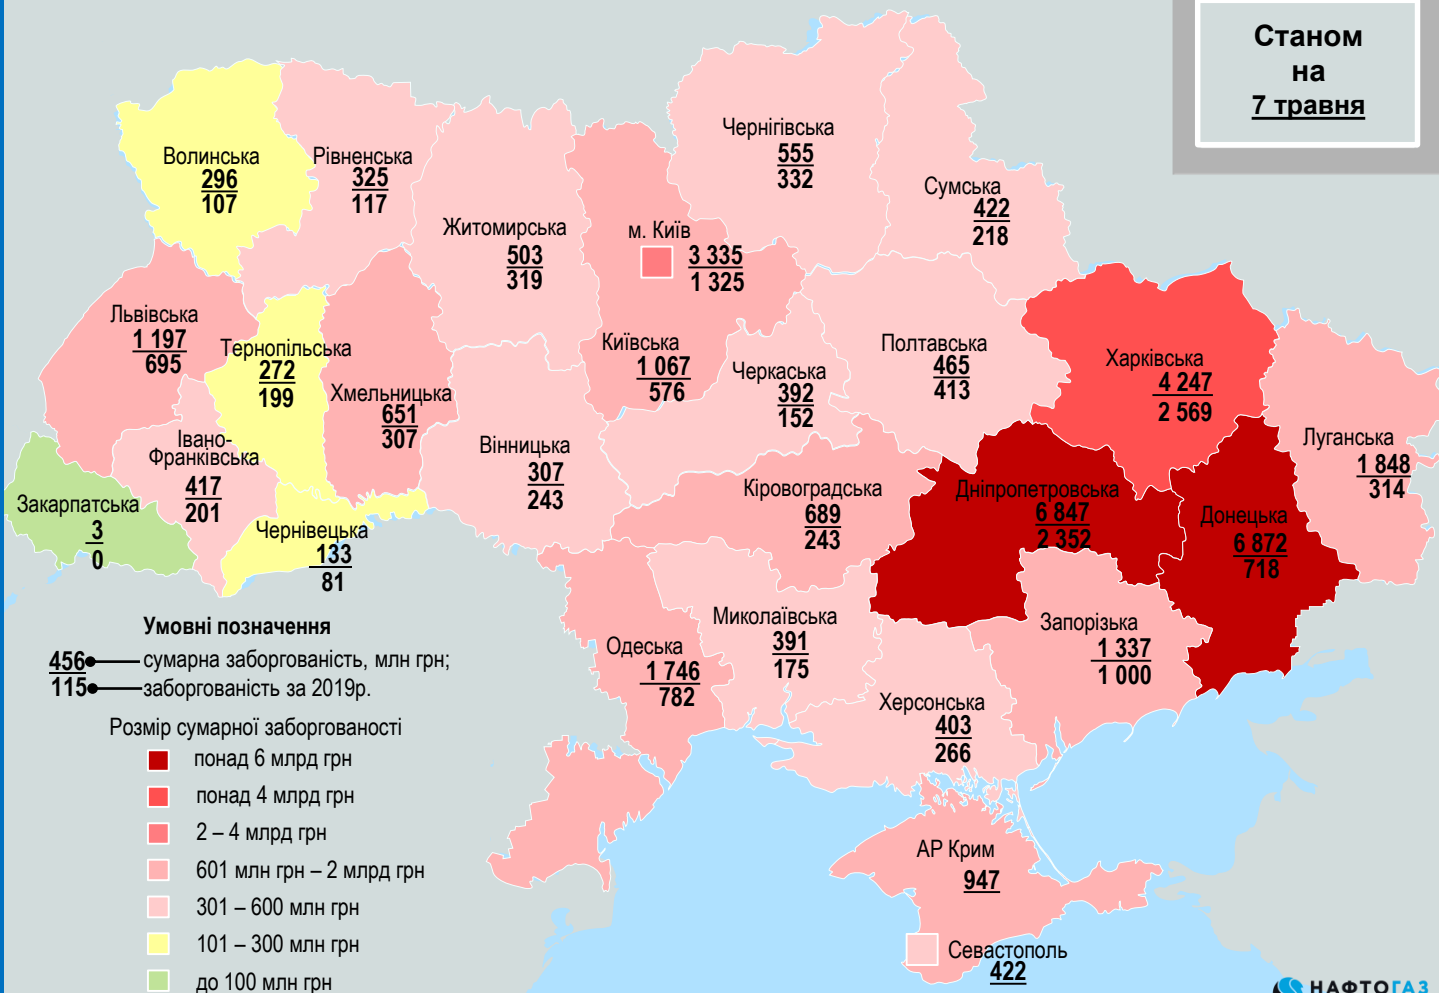 Станом
на
7 травня
Волинська
296
107
Рівненська
325
117
Житомирська
503
319
м. Київ
3 335
1 325
Чернігівська
555
332
Сумська
422
218
Львівська
1 197
695
Тернопільська
272
199
Хмельницька
651
307
Київська
1 067
576
Черкаська
392
152
Полтавська
465
413
Харківська
4 247
2 569
Луганська
1 848
314
Івано-
Франківська
417
201
Закарпатська
3
0
Чернівецька
133
81
Вінницька
307
243
Кіровоградська
689
243
Дніпропетровська
6 847
2 352
Донецька
6 872
718
Одеська
1 746
782
Миколаївська
391
175
Запорізька
1 337
1 000
Херсонська
403
266
АР Крим
947
Севастополь
422
Умовні позначення
456 сумарна заборгованість, млн грн;
115 заборгованість за 2019р.
Розмір сумарної заборгованості
понад 6 млрд грн
понад 4 млрд грн
2 – 4 млрд грн
601 млн грн – 2 млрд грн
301 – 600 млн грн
101 – 300 млн грн
до 100 млн грн
НАФТОГАЗ